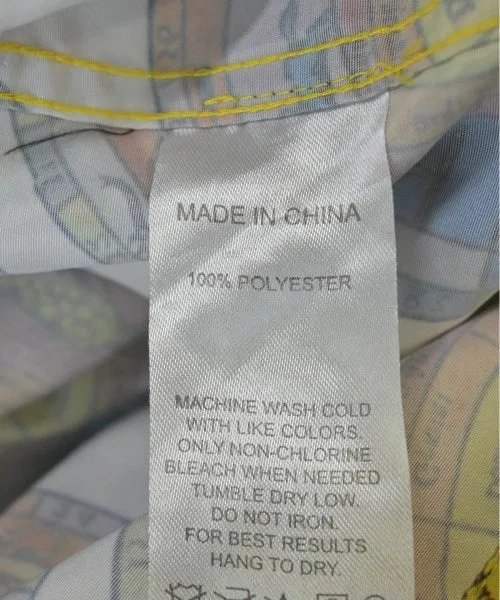 MADE IN CHINA
100% POLYESTER
MACHINE WASH COLD
WITH LIKE COLORS.
ONLY NON-CHLORINE
BLEACH WHEN NEEDED
TUMBLE DRY LOW.
DO NOT IRON.
FOR BEST RESULTS
HANG TO DRY.